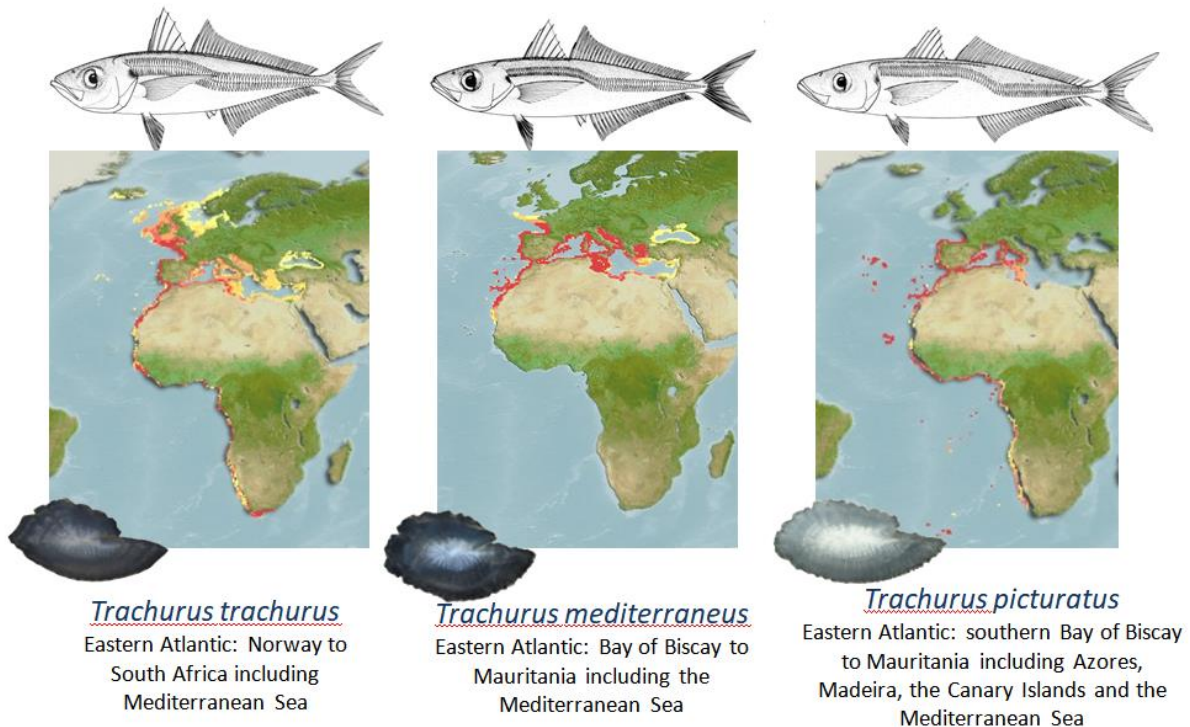 Trachurus trachurus
Eastern Atlantic: Norway to
South Africa including
Mediterranean Sea
Trachurus mediterraneus
Eastern Atlantic: Bay of Biscay to
Mauritania including the
Mediterranean Sea
Trachurus picturatus
Eastern Atlantic: southern Bay of Biscay
to Mauritania including Azores,
Madeira, the Canary Islands and the
Mediterranean Sea